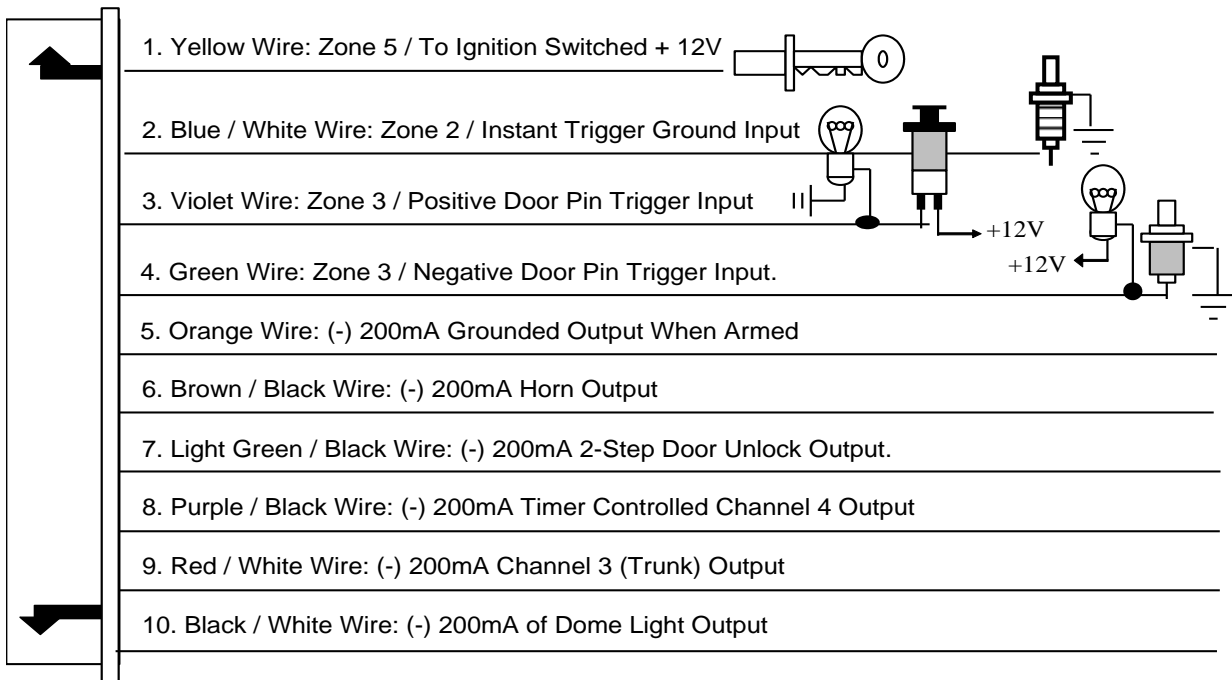 1. Yellow Wire: Zone 5 / To Ignition Switched + 12V
2. Blue / White Wire: Zone 2 / Instant Trigger Ground Input
3. Violet Wire: Zone 3 / Positive Door Pin Trigger Input
+12V
+12V
4. Green Wire: Zone 3 / Negative Door Pin Trigger Input.
5. Orange Wire: (-) 200mA Grounded Output When Armed
6. Brown / Black Wire: (-) 200mA Horn Output
7. Light Green / Black Wire: (-) 200mA 2-Step Door Unlock Output.
8. Purple / Black Wire: (-) 200mA Timer Controlled Channel 4 Output
9. Red / White Wire: (-) 200mA Channel 3 (Trunk) Output
10. Black / White Wire: (-) 200mA of Dome Light Output